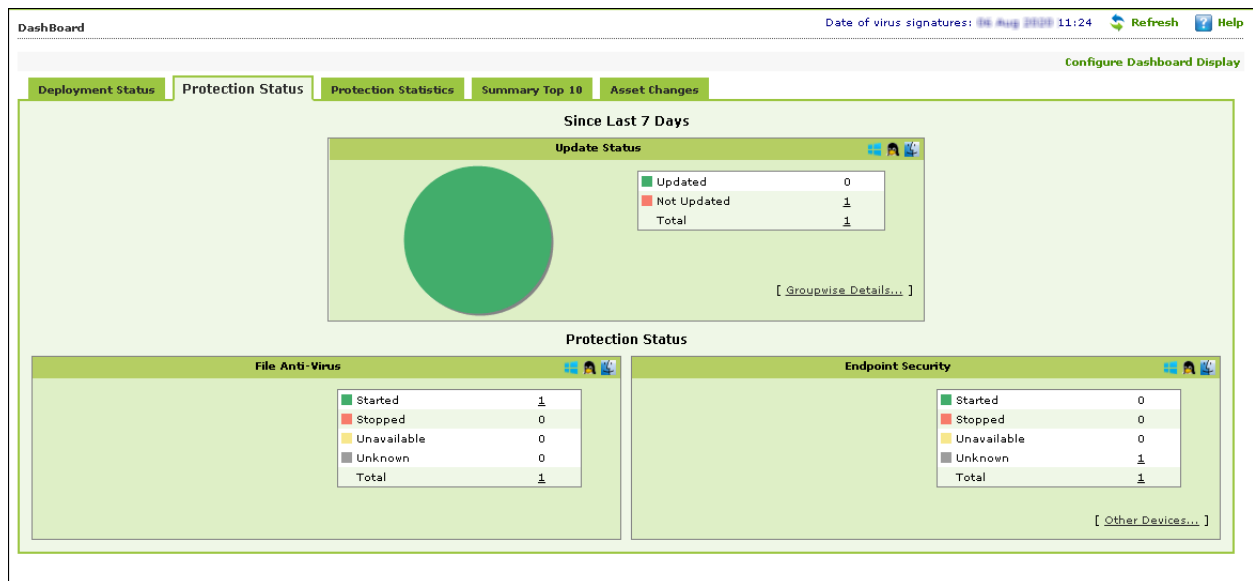 DashBoard
Date of virus signatures: 11:24 Refresh Help
Configure Dashboard Display
Deployment Status Protection Status Protection Statistics Summary Top 10 Asset Changes
Since Last 7 Days
Update Status
Updated 0
Not Updated 1
Total 1
[ Groupwise Details... ]
Protection Status
File Anti-Virus
Started 1
Stopped 0
Unavailable 0
Unknown 0
Total 1
Endpoint Security
Started 0
Stopped 0
Unavailable 0
Unknown 1
Total 1
[ Other Devices... ]